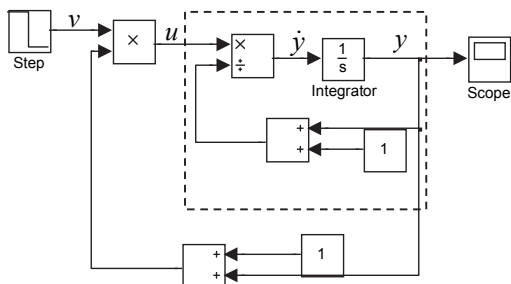 v
×
u
×
÷
ẏ
1
s
y
Step
Integrator
Scope
+
+
1
+
+
1